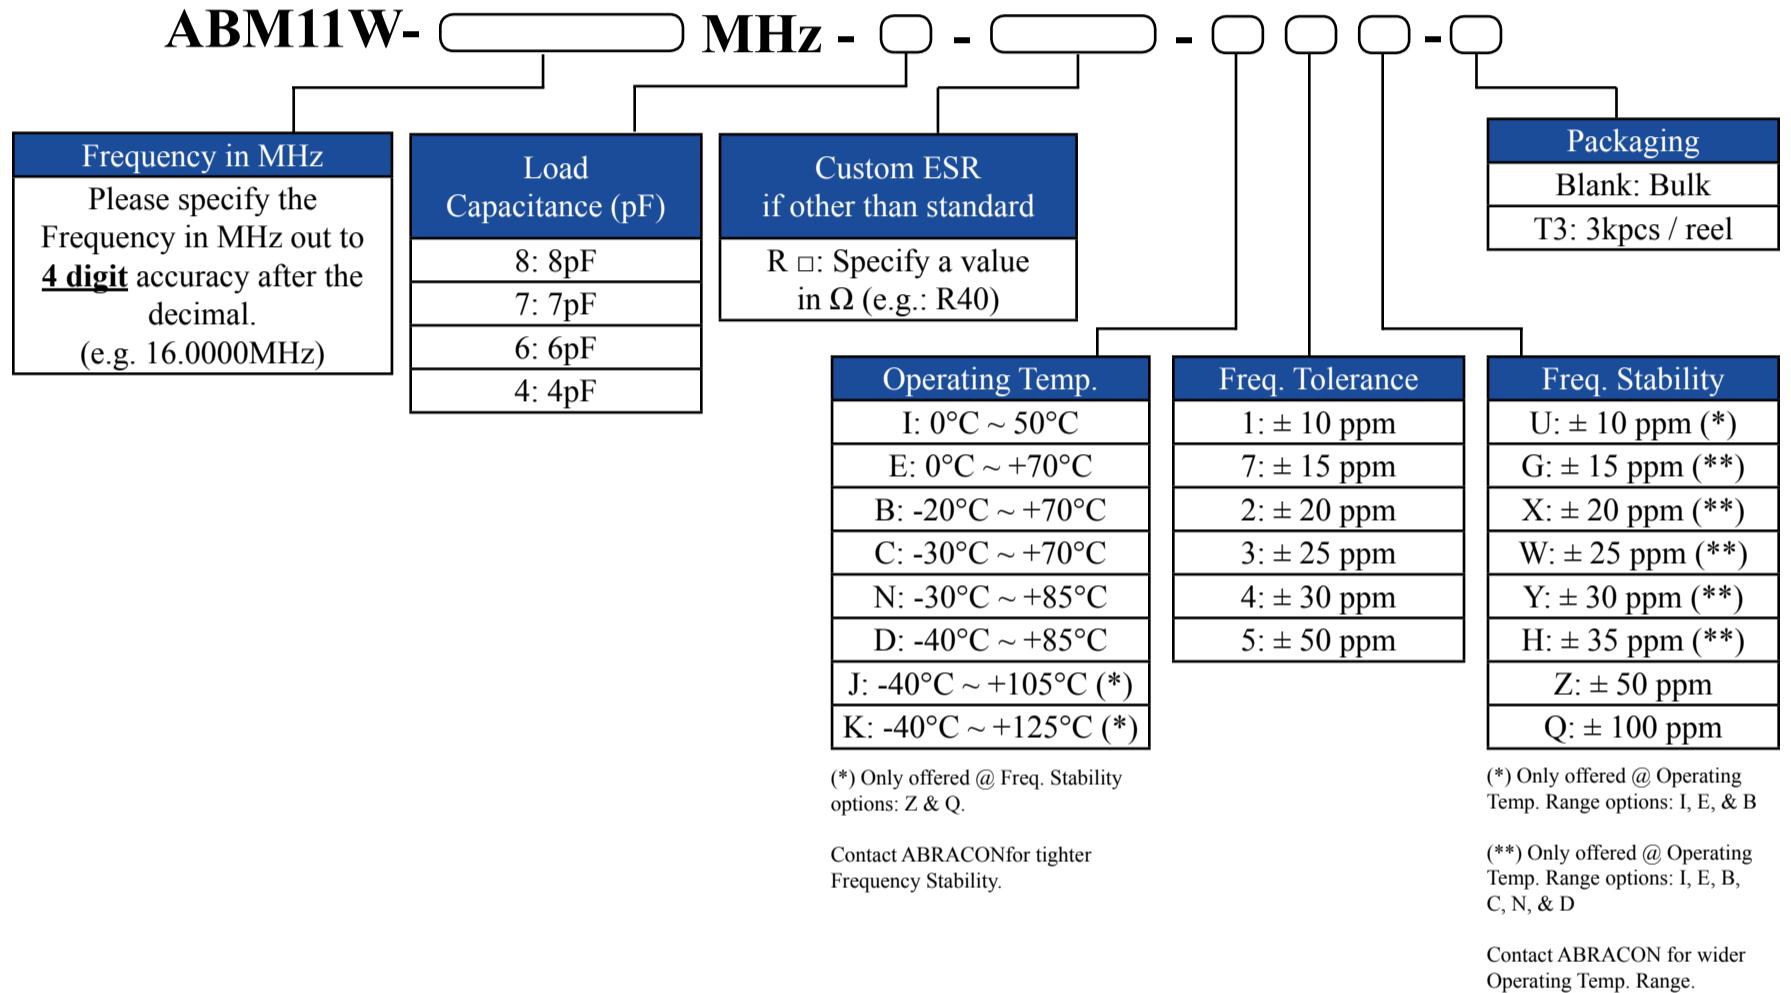 ABM11W- MHz - - - -
Frequency in MHz
Please specify the
Frequency in MHz out to
4 digit accuracy after the
decimal.
(e.g. 16.0000MHz)
Load
Capacitance (pF)
8: 8pF
7: 7pF
6: 6pF
4: 4pF
Custom ESR
if other than standard
R □: Specify a value
in Ω (e.g.: R40)
Packaging
Blank: Bulk
T3: 3kpcs / reel
Operating Temp.
I: 0°C ~ 50°C
E: 0°C ~ +70°C
B: -20°C ~ +70°C
C: -30°C ~ +70°C
N: -30°C ~ +85°C
D: -40°C ~ +85°C
J: -40°C ~ +105°C (*)
K: -40°C ~ +125°C (*)
(*) Only offered @ Freq. Stability
options: Z & Q.
Contact ABRACONfor tighter
Frequency Stability.
Freq. Tolerance
1: ± 10 ppm
7: ± 15 ppm
2: ± 20 ppm
3: ± 25 ppm
4: ± 30 ppm
5: ± 50 ppm
Freq. Stability
U: ± 10 ppm (*)
G: ± 15 ppm (**)
X: ± 20 ppm (**)
W: ± 25 ppm (**)
Y: ± 30 ppm (**)
H: ± 35 ppm (**)
Z: ± 50 ppm
Q: ± 100 ppm
(*) Only offered @ Operating
Temp. Range options: I, E, & B
(**) Only offered @ Operating
Temp. Range options: I, E, B,
C, N, & D
Contact ABRACON for wider
Operating Temp. Range.